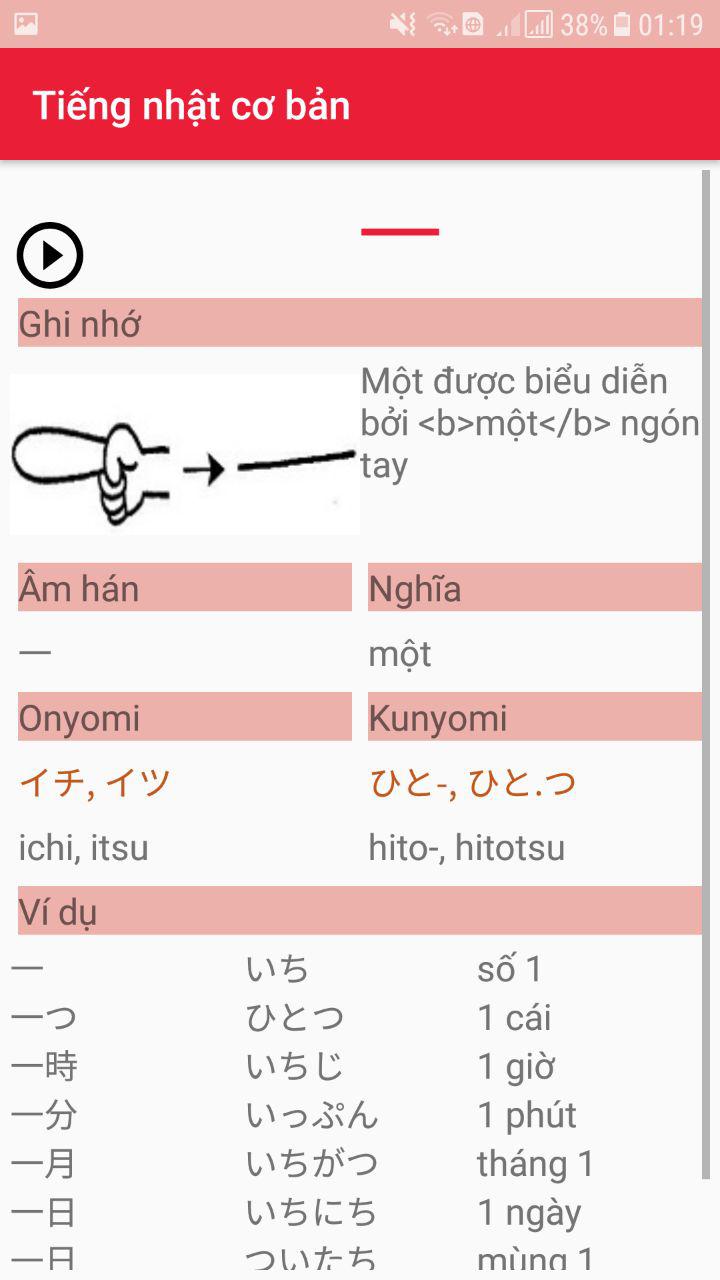 38% 01:19
Tiếng nhật cơ bản
一
Ghi nhớ
Một được biểu diễn
bởi <b>một</b> ngón
tay
Âm hán Nghĩa
一 một
Onyomi Kunyomi
イチ, イツ ひと-, ひと.つ
ichi, itsu hito-, hitotsu
Ví dụ
一 いち số 1
一つ ひとつ 1 cái
一時 いちじ 1 giờ
一分 いっぷん 1 phút
一月 いちがつ tháng 1
一日 いちにち 1 ngày
一日 ついたち mùng 1